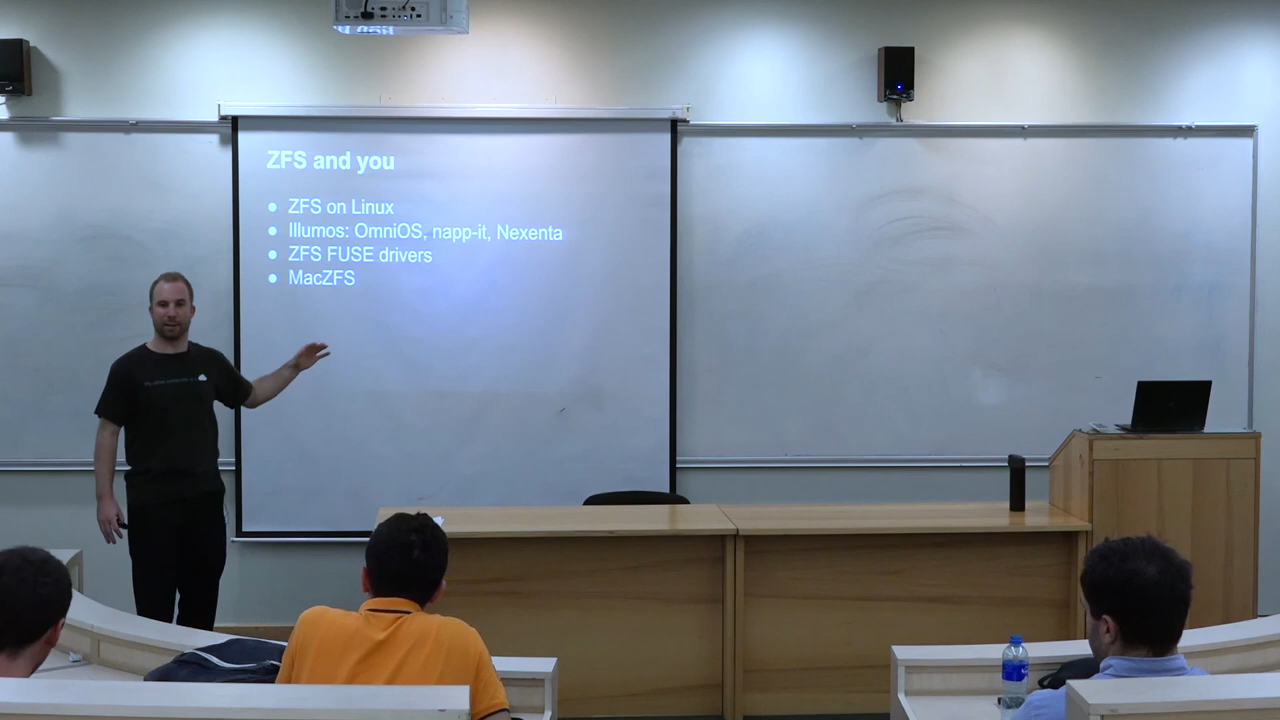 ZFS and you
● ZFS on Linux
● Illumos: OmniOS, napp-it, Nexenta
● ZFS FUSE drivers
● MacZFS